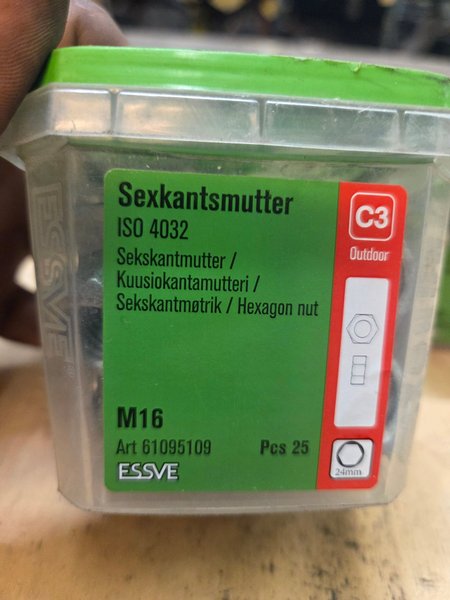 Sexkantsmutter
ISO 4032
Sekskantmutter /
Kuusiokantamutteri /
Sekskantmøtrik / Hexagon nut
M16
Art 61095109 Pcs 25
ESSVE
C3
Outdoor
24mm
ESSVE